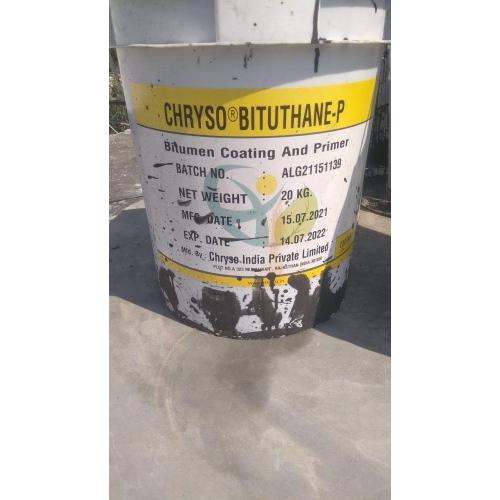 CHRYSO® BITUTHANE-P
Bitumen Coating And Primer
BATCH NO. : ALG21151139
NET WEIGHT : 20 KG.
MFG. DATE : 15.07.2021
EXP. DATE : 14.07.2022
Mfg. By : Chryso India Private Limited